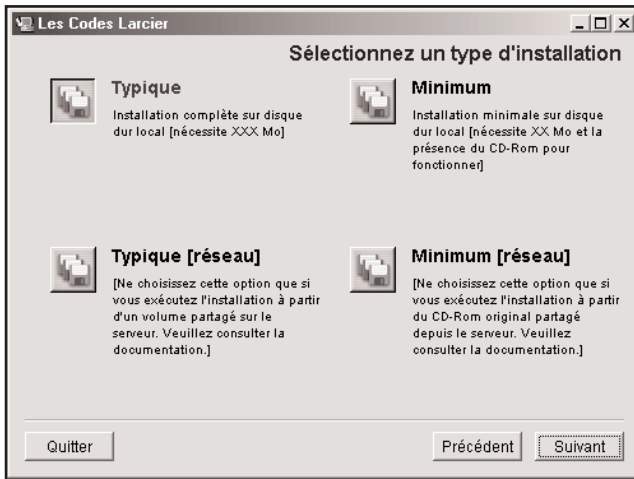 Les Codes Larcier
Sélectionnez un type d'installation
Typique
Installation complète sur disque
dur local [nécessite XXX Mo]
Minimum
Installation minimale sur disque
dur local [nécessite XX Mo et la
présence du CD-Rom pour
fonctionner]
Typique [réseau]
[Ne choisissez cette option que si
vous exécutez l'installation à partir
d'un volume partagé sur le
serveur. Veuillez consulter la
documentation.]
Minimum [réseau]
[Ne choisissez cette option que si
vous exécutez l'installation à partir
du CD-Rom original partagé
depuis le serveur. Veuillez
consulter la documentation.]
Quitter
Précédent
Suivant